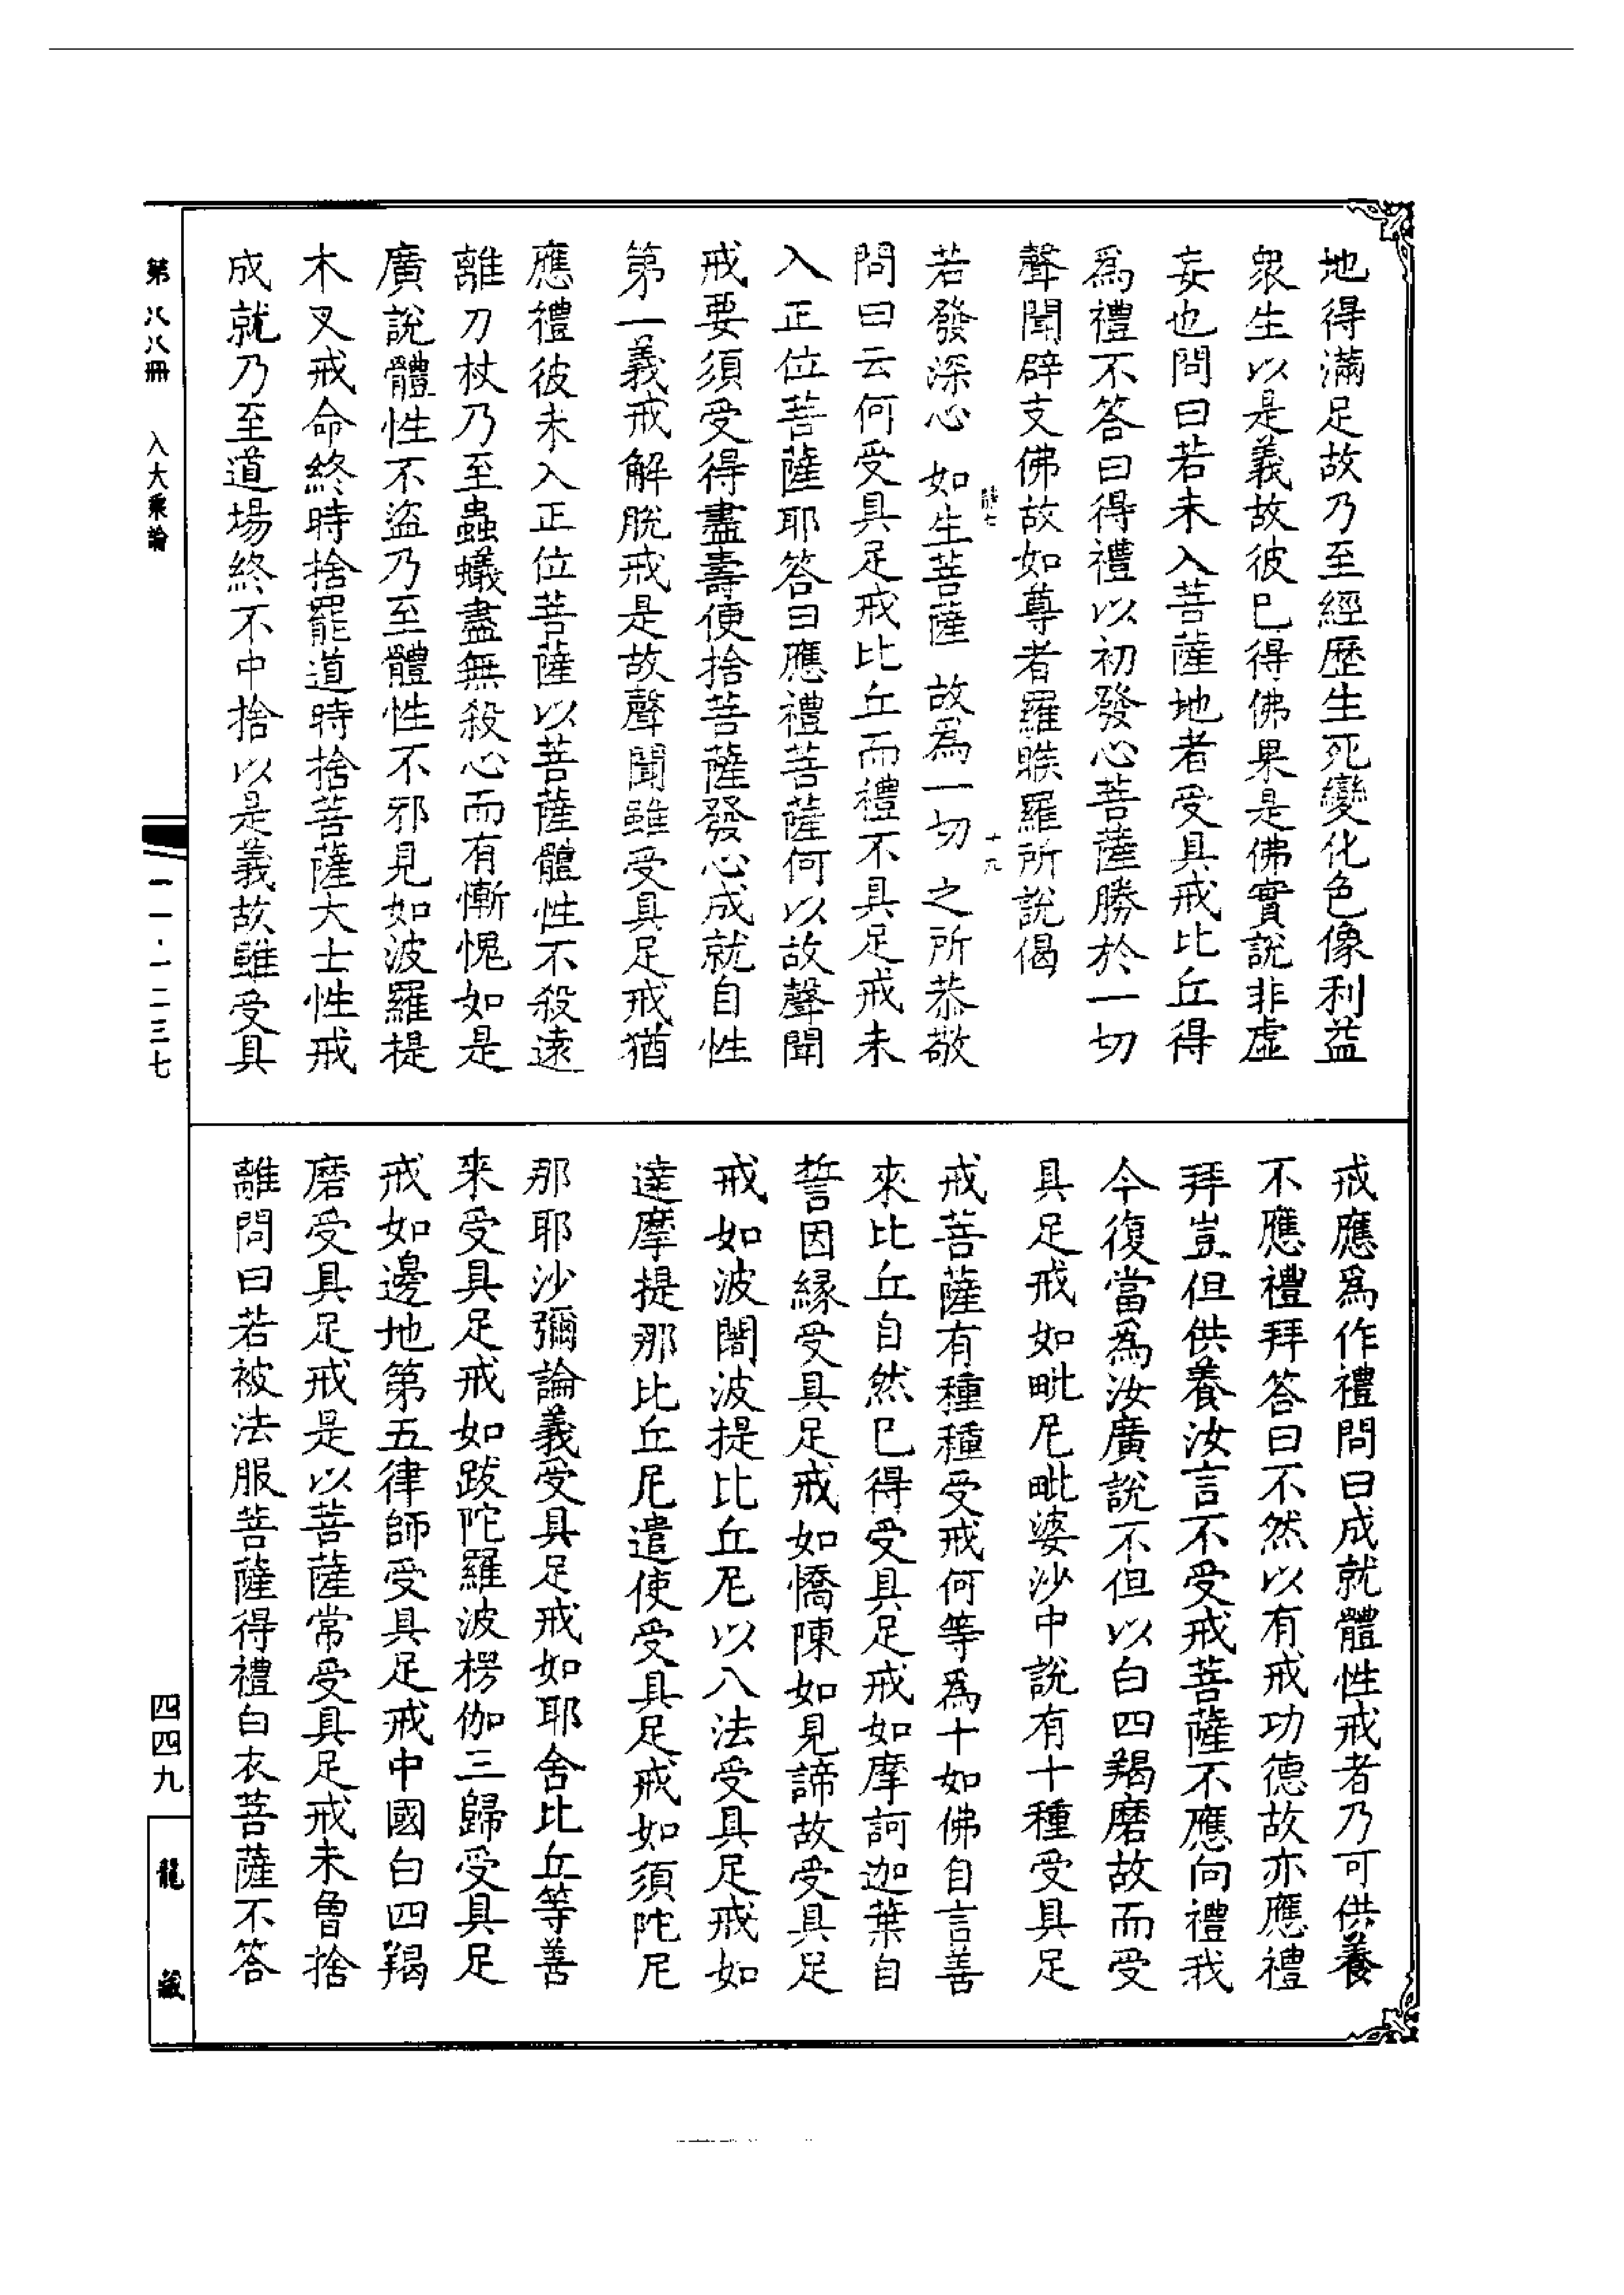 地得滿足故乃至經歷生死變化色像利益
衆生以是義故彼巳得佛果是佛實說非虛
妄也問曰若未入菩薩地者受具戒比丘得
爲禮不答曰得禮以初發心菩薩勝於一切
聲聞辟支佛故如尊者羅睺羅所說偈
若發深心 如生菩薩 故爲一切 之所恭敬
十九
問曰云何受具足戒比丘而禮不具足戒未
入正位菩薩耶答曰應禮菩薩何以故聲聞
戒要須受得盡壽便捨菩薩發心成就自性
第一義戒解脫戒是故聲聞雖受具足戒猶
應禮彼未入正位菩薩以菩薩體性不殺遠
離刀杖乃至蟲蟻盡無殺心而有慚愧如是
廣說體性不盜乃至體性不邪見如波羅提
木叉戒命終時捨罷道時捨菩薩大士性戒
成就乃至道場終不中捨以是義故雖受具
戒應爲作禮問曰成就體性戒者乃可供養
不應禮拜答曰不然以有戒功德故亦應禮
拜豈但供養汝言不受戒菩薩不應向禮我
今復當爲汝廣說不但以白四羯磨故而受
具足戒如毗尼毗婆沙中說有十種受具足
戒菩薩有種種受戒何等爲十如佛自言善
來比丘自然巳得受具足戒如摩訶迦葉自
誓因緣受具足戒如憍陳如見諦故受具足
戒如波闍波提比丘尼以八法受具足戒如
達摩提那比丘尼遣使受具足戒如須陀尼
那耶沙彌論義受具足戒如耶舍比丘等善
來受具足戒如跋陀羅波楞伽三歸受具足
戒如邊地第五律師受具足戒中國白四羯
磨受具足戒是以菩薩常受具足戒未曾捨
離問曰若被法服菩薩得禮白衣菩薩不答
第八八冊 入大乘論
一一·一二三七
四四九
龍藏